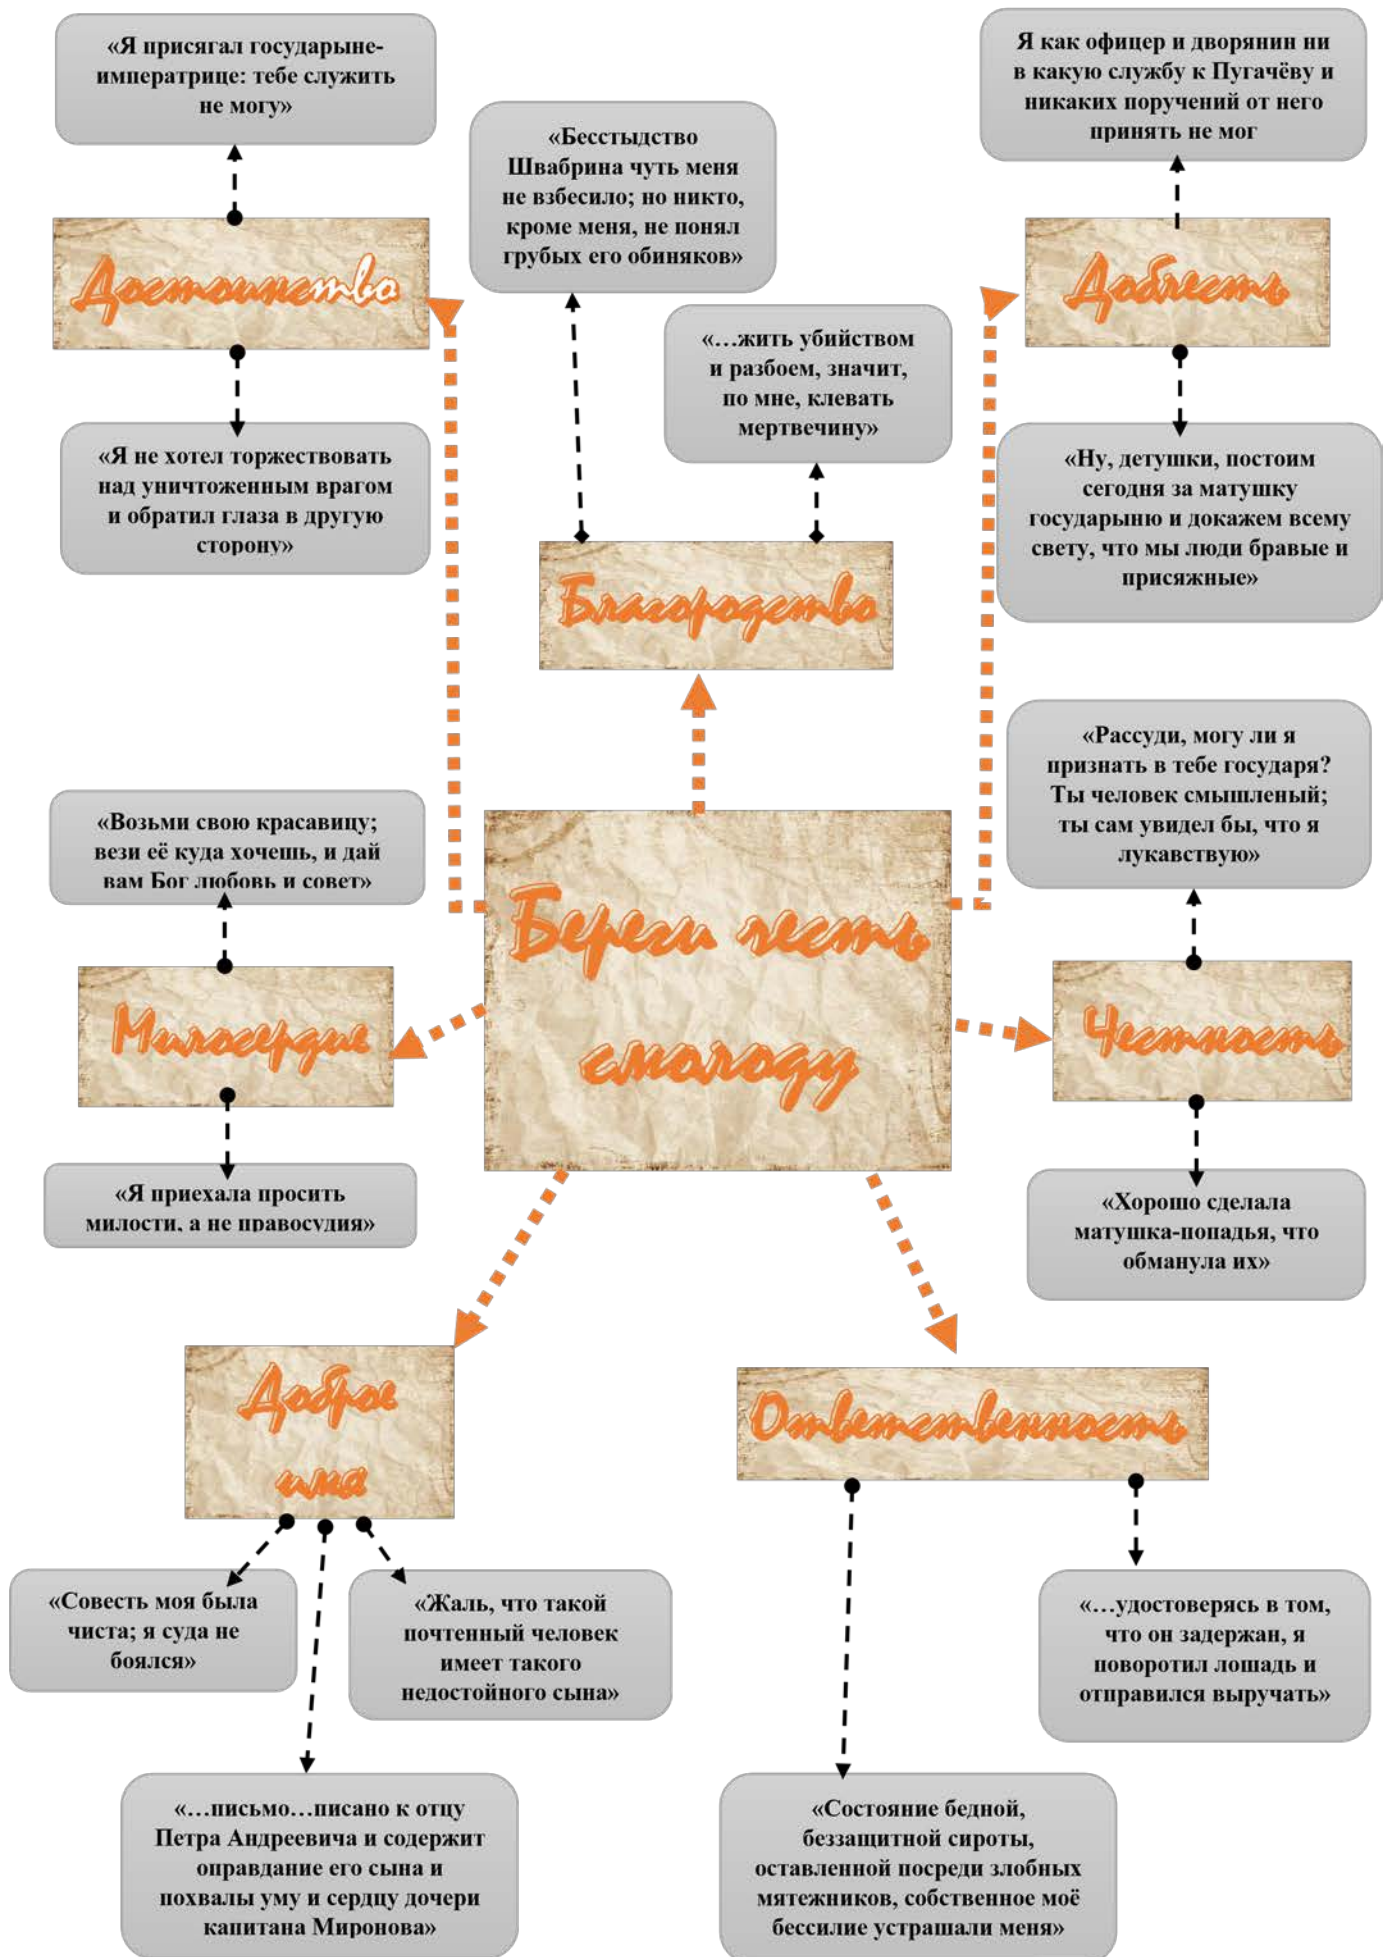 «Я присягал государыне-
императрице: тебе служить
не могу»
Я как офицер и дворянин ни
в какую службу к Пугачёву и
никаких поручений от него
принять не мог
«Бесстыдство
Швабрина чуть меня
не взбесило; но никто,
кроме меня, не понял
грубых его обиняков»
Достоинство
Доблесть
«…жить убийством
и разбоем, значит,
по мне, клевать
мертвечину»
«Я не хотел торжествовать
над уничтоженным врагом
и обратил глаза в другую
сторону»
«Ну, детушки, постоим
сегодня за матушку
государыню и докажем всему
свету, что мы люди бравые и
присяжные»
Благородство
«Рассуди, могу ли я
признать в тебе государя?
Ты человек смышленый;
ты сам увидел бы, что я
лукавствую»
«Возьми свою красавицу;
вези её куда хочешь, и дай
вам Бог любовь и совет»
Береги честь
смолоду
Милосердие
Честность
«Я приехала просить
милости, а не правосудия»
«Хорошо сделала
матушка-попадья, что
обманула их»
Доброе
имя
Ответственность
«Совесть моя была
чиста; я суда не
боялся»
«Жаль, что такой
почтенный человек
имеет такого
недостойного сына»
«…удостоверясь в том,
что он задержан, я
поворотил лошадь и
отправился выручать»
«…письмо…писано к отцу
Петра Андреевича и содержит
оправдание его сына и
похвалы уму и сердцу дочери
капитана Миронова»
«Состояние бедной,
беззащитной сироты,
оставленной посреди злобных
мятежников, собственное моё
бессилие устрашали меня»